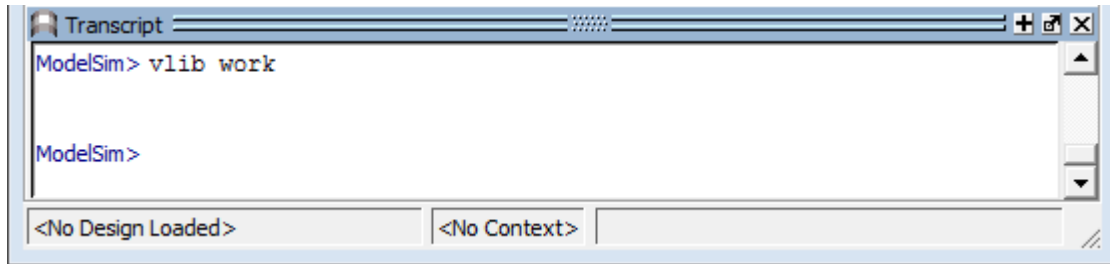 Transcript
ModelSim> vlib work
ModelSim>
<No Design Loaded> <No Context>